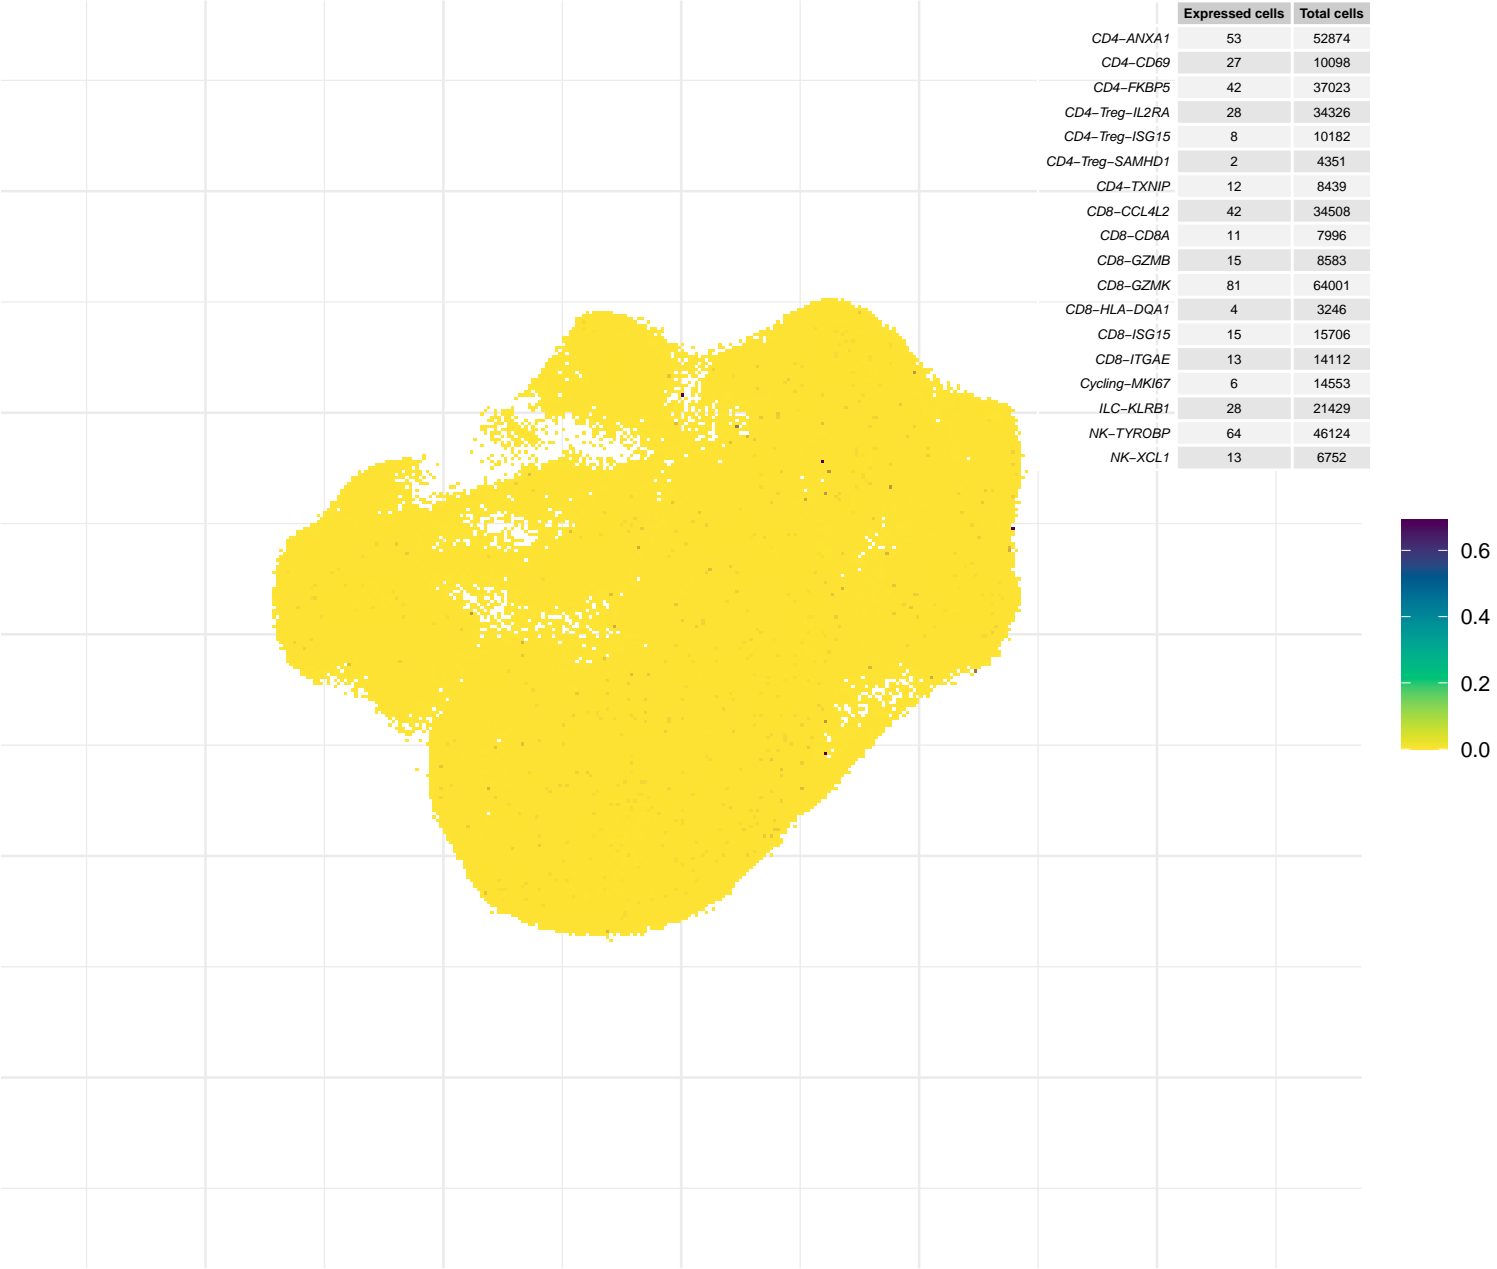 Expressed cells Total cells
CD4−ANXA1 53 52874
CD4−CD69 27 10098
CD4−FKBP5 42 37023
CD4−Treg−IL2RA 28 34326
CD4−Treg−ISG15 8 10182
CD4−Treg−SAMHD1 2 4351
CD4−TXNIP 12 8439
CD8−CCL4L2 42 34508
CD8−CD8A 11 7996
CD8−GZMB 15 8583
CD8−GZMK 81 64001
CD8−HLA−DQA1 4 3246
CD8−ISG15 15 15706
CD8−ITGAE 13 14112
Cycling−MKI67 6 14553
ILC−KLRB1 28 21429
NK−TYROBP 64 46124
NK−XCL1 13 6752
0.6
0.4
0.2
0.0